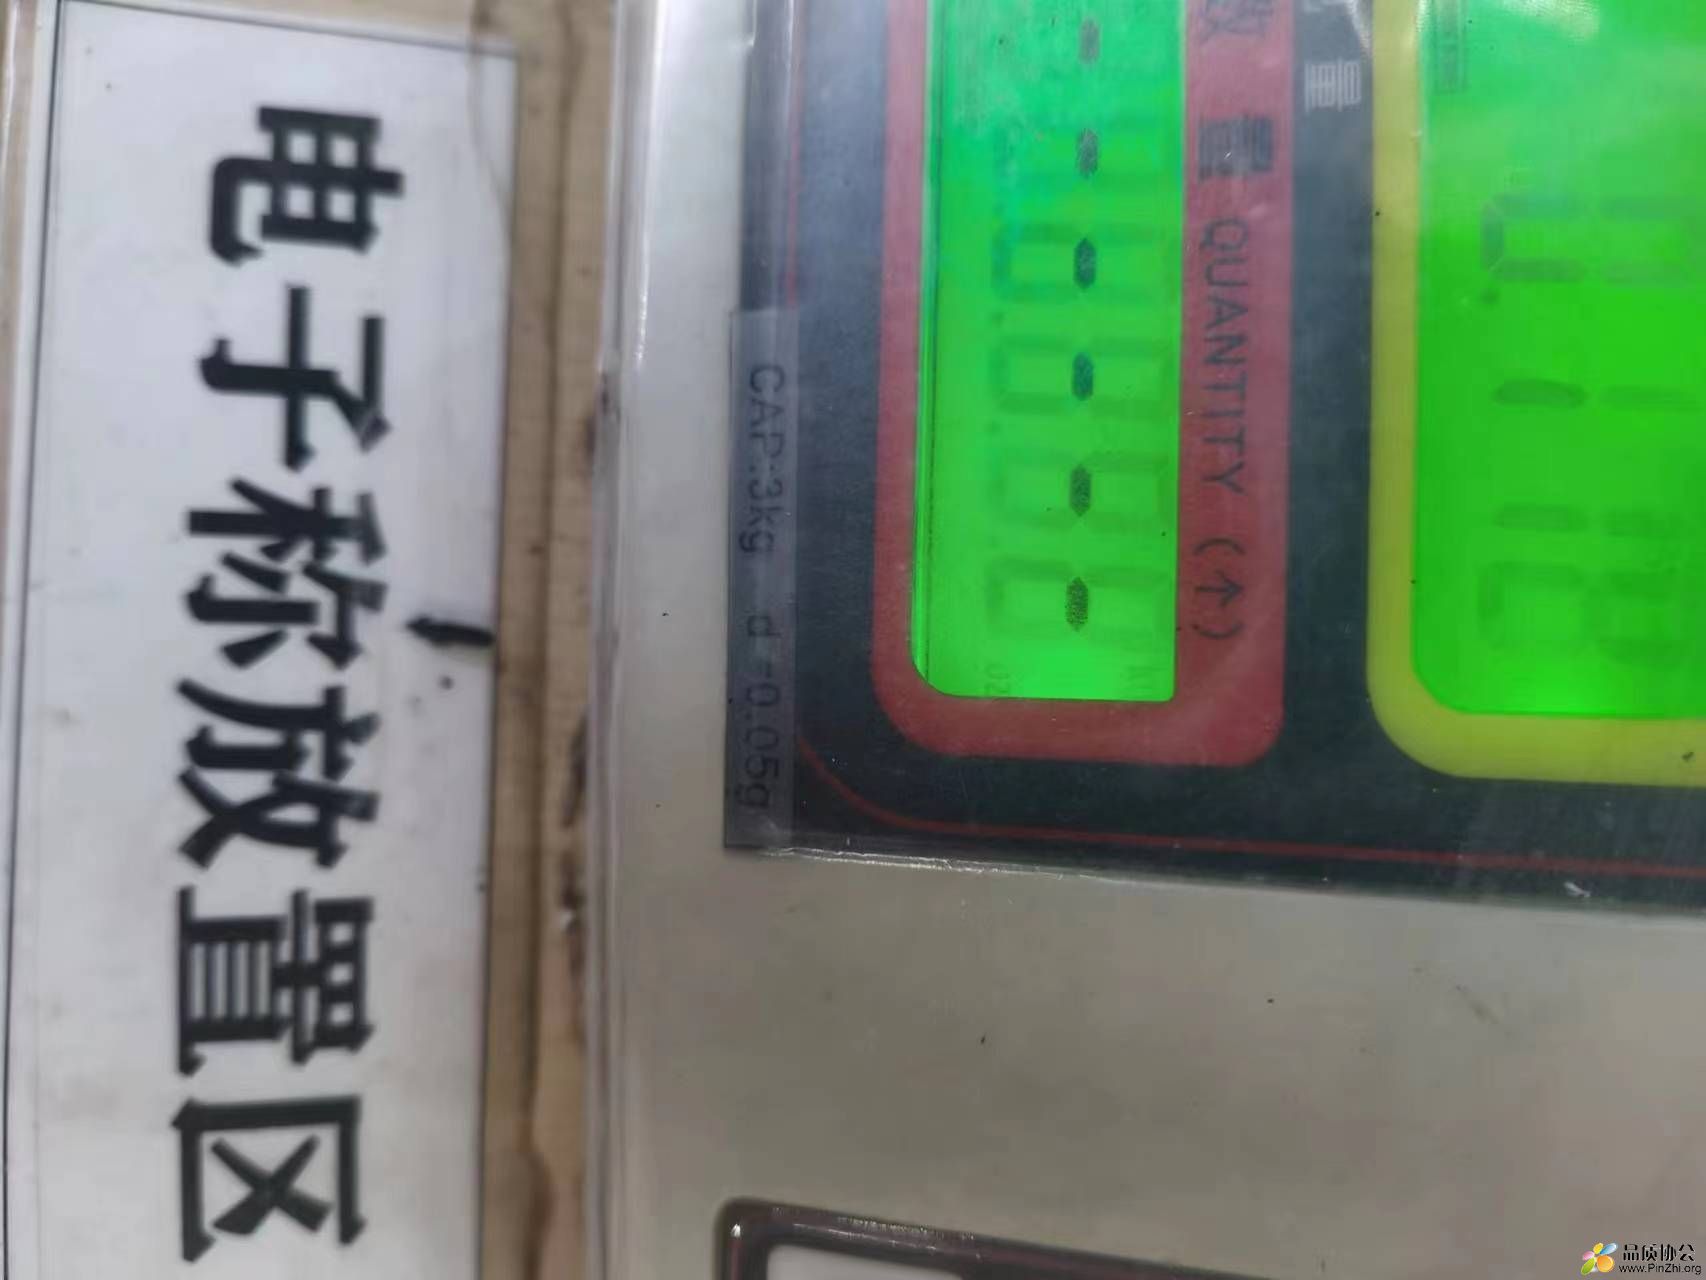 电子称放置区
CAP:3kg d=0.05g
数 量 QUANTITY (↑)
量
品质协会
www.PinZhi.org